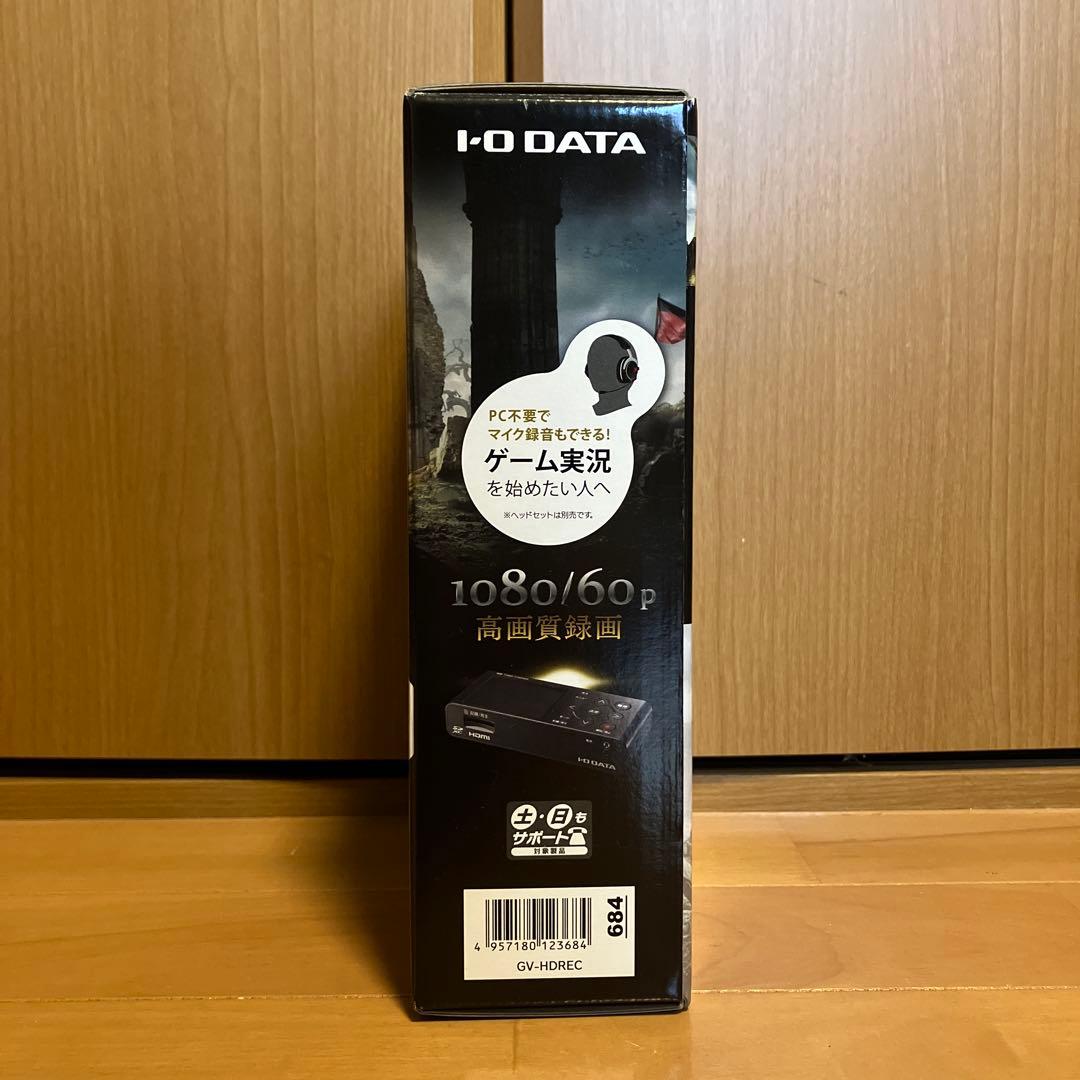 I-O DATA
PC不要で
マイク録音もできる!
ゲーム実況
を始めたい人へ
※ヘッドセットは別売です。
1080/60p
高画質録画
HDMI
I-O DATA
土・日も
サポート
対象製品
4 957180 123684
684
GV-HDREC